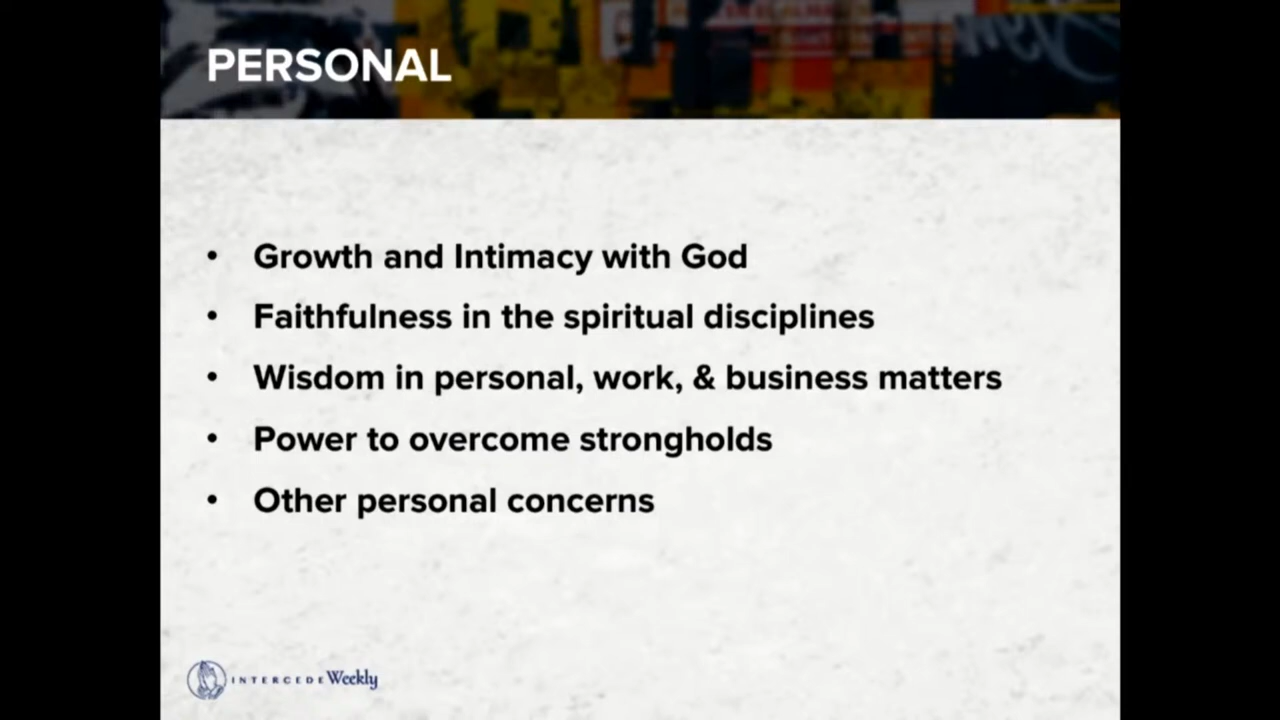 PERSONAL
• Growth and Intimacy with God
• Faithfulness in the spiritual disciplines
• Wisdom in personal, work, & business matters
• Power to overcome strongholds
• Other personal concerns
INTERCEDE Weekly